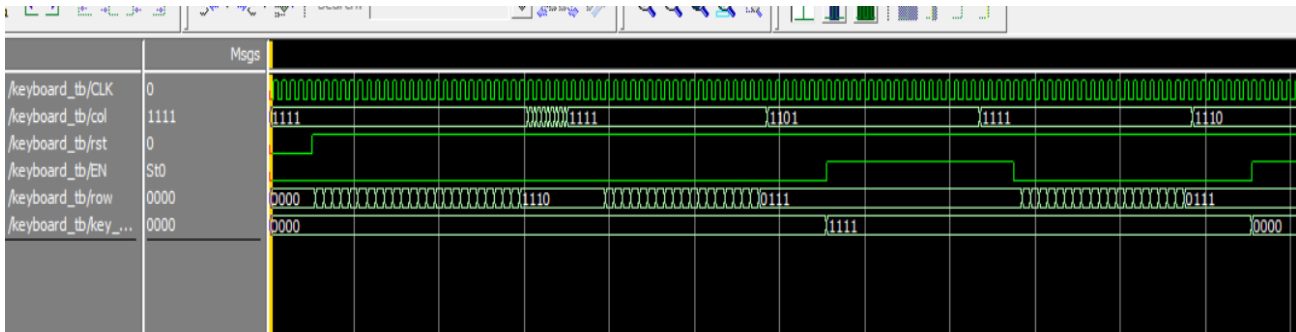 Msgs
/keyboard_tb/CLK 0
/keyboard_tb/col 1111 1111 1111 1101 1111 1110
/keyboard_tb/rst 0
/keyboard_tb/EN St0
/keyboard_tb/row 0000 0000 1110 0111 0111
/keyboard_tb/key_... 0000 0000 1111 0000